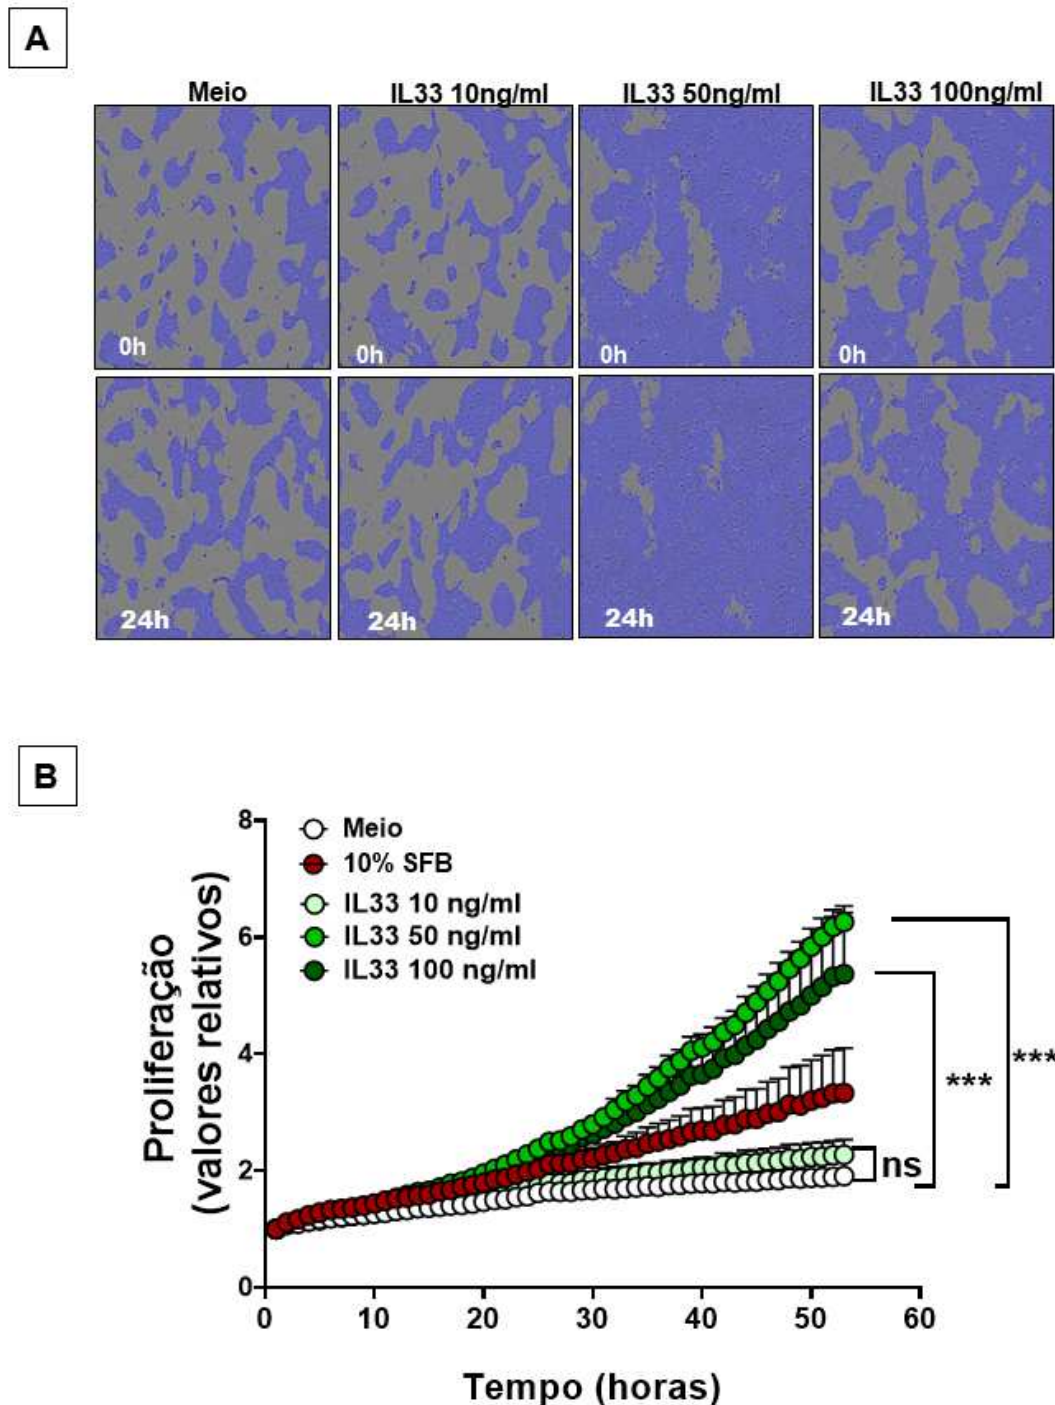 A
Meio IL33 10ng/ml IL33 50ng/ml IL33 100ng/ml
0h 0h 0h 0h
24h 24h 24h 24h
B
Meio
10% SFB
IL33 10 ng/ml
IL33 50 ng/ml
IL33 100 ng/ml
Proliferação
(valores relativos)
8
6
4
2
0
***
***
ns
0 10 20 30 40 50 60
Tempo (horas)